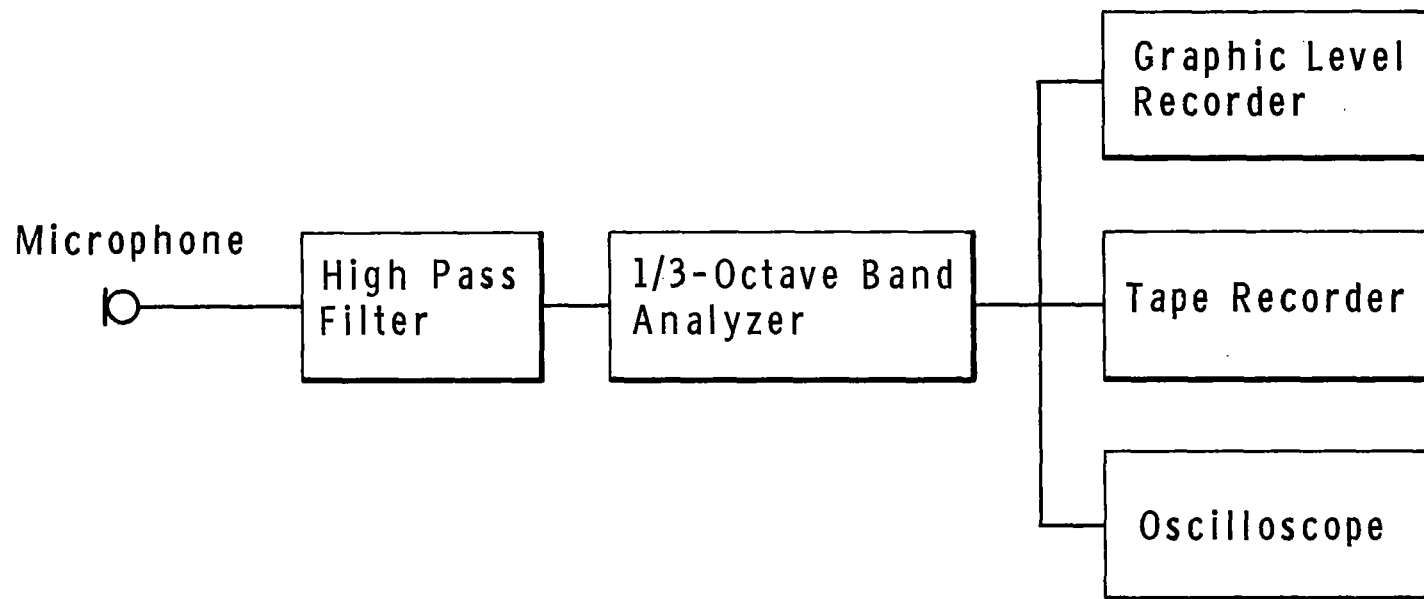 Microphone
High Pass
Filter
1/3-Octave Band
Analyzer
Graphic Level
Recorder
Tape Recorder
Oscilloscope